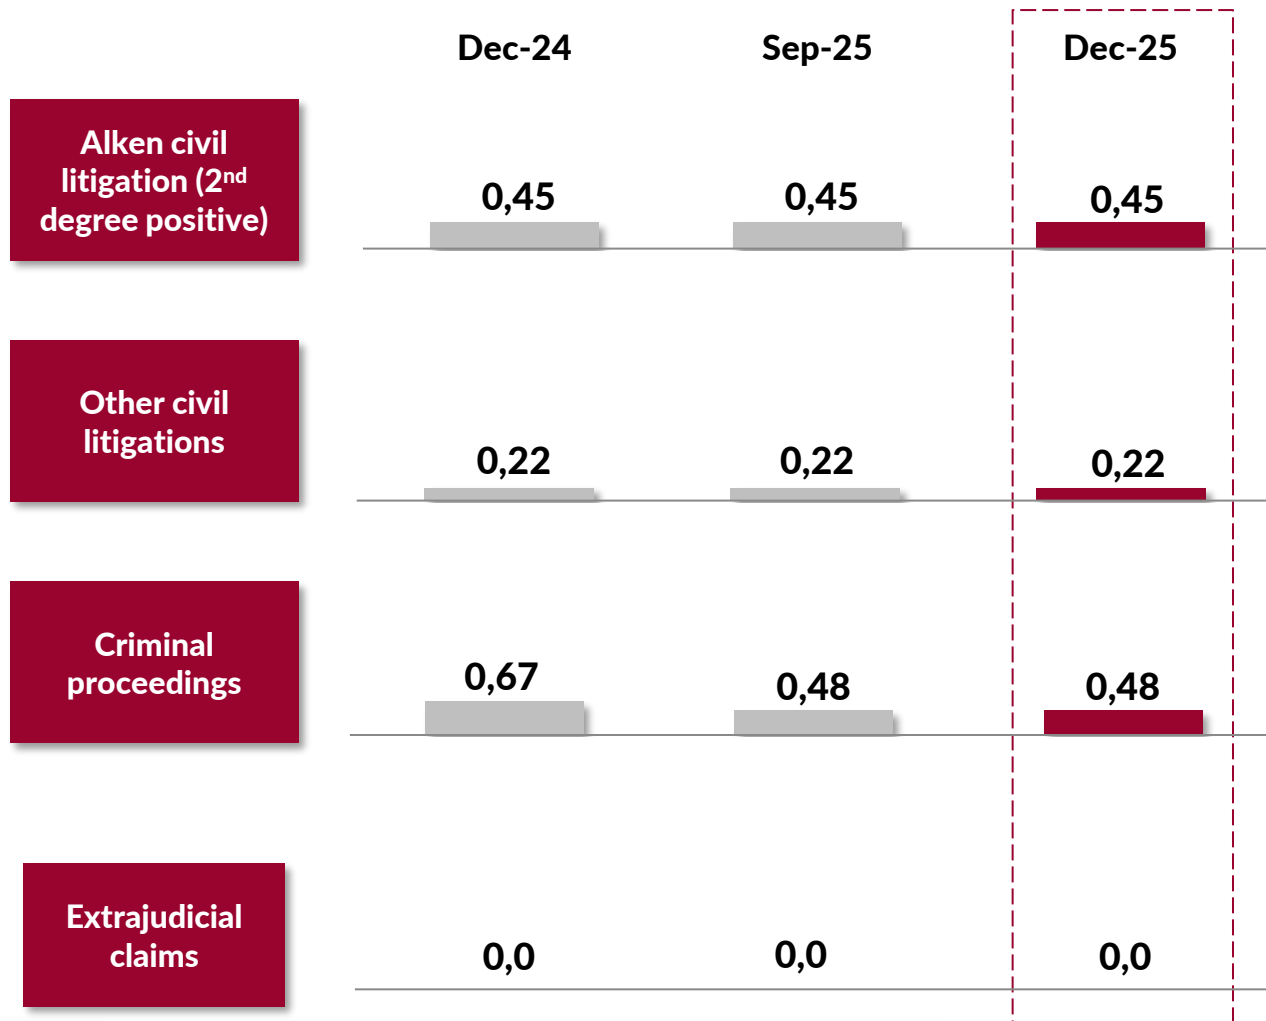 Dec-24 Sep-25 Dec-25
Alken civil
litigation (2nd
degree positive)
0,45 0,45 0,45
Other civil
litigations
0,22 0,22 0,22
Criminal
proceedings
0,67 0,48 0,48
Extrajudicial
claims
0,0 0,0 0,0